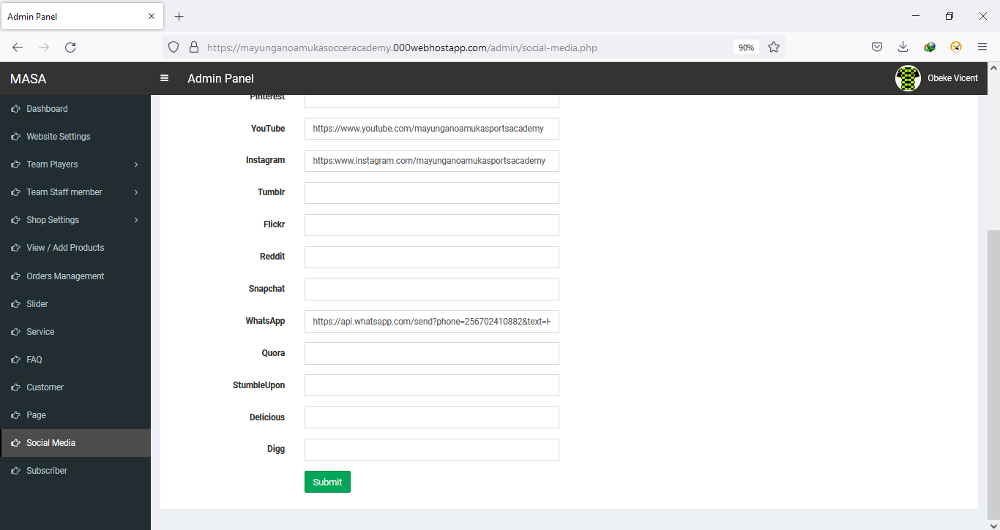 Admin Panel
https://mayunganoamukasocceracademy.000webhostapp.com/admin/social-media.php
90%
MASA
Admin Panel
Obeke Vicent
Dashboard
Website Settings
Team Players
Team Staff member
Shop Settings
View / Add Products
Orders Management
Slider
Service
FAQ
Customer
Page
Social Media
Subscriber
Pinterest
YouTube
https://www.youtube.com/mayunganoamukasportsacademy
Instagram
https:www.instagram.com/mayunganoamukasportsacademy
Tumblr
Flickr
Reddit
Snapchat
WhatsApp
https://api.whatsapp.com/send?phone=256702410882&text=H
Quora
StumbleUpon
Delicious
Digg
Submit